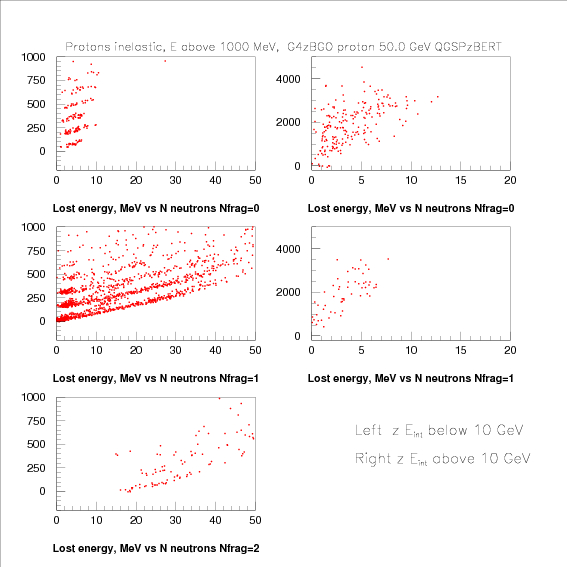 Protons inelastic, E above 1000 MeV, G4zBGO proton 50.0 GeV QGSPzBERT
1000
750
500
250
0
0 10 20 30 40 50
Lost energy, MeV vs N neutrons Nfrag=0
4000
2000
0
0 5 10 15 20
Lost energy, MeV vs N neutrons Nfrag=0
1000
750
500
250
0
0 10 20 30 40 50
Lost energy, MeV vs N neutrons Nfrag=1
4000
2000
0
0 5 10 15 20
Lost energy, MeV vs N neutrons Nfrag=1
1000
750
500
250
0
0 10 20 30 40 50
Lost energy, MeV vs N neutrons Nfrag=2
Left z Eint below 10 GeV
Right z Eint above 10 GeV